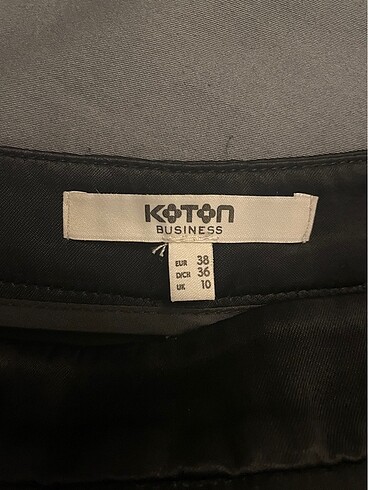 KOTON
BUSINESS
EUR 38
D/CH 36
UK 10